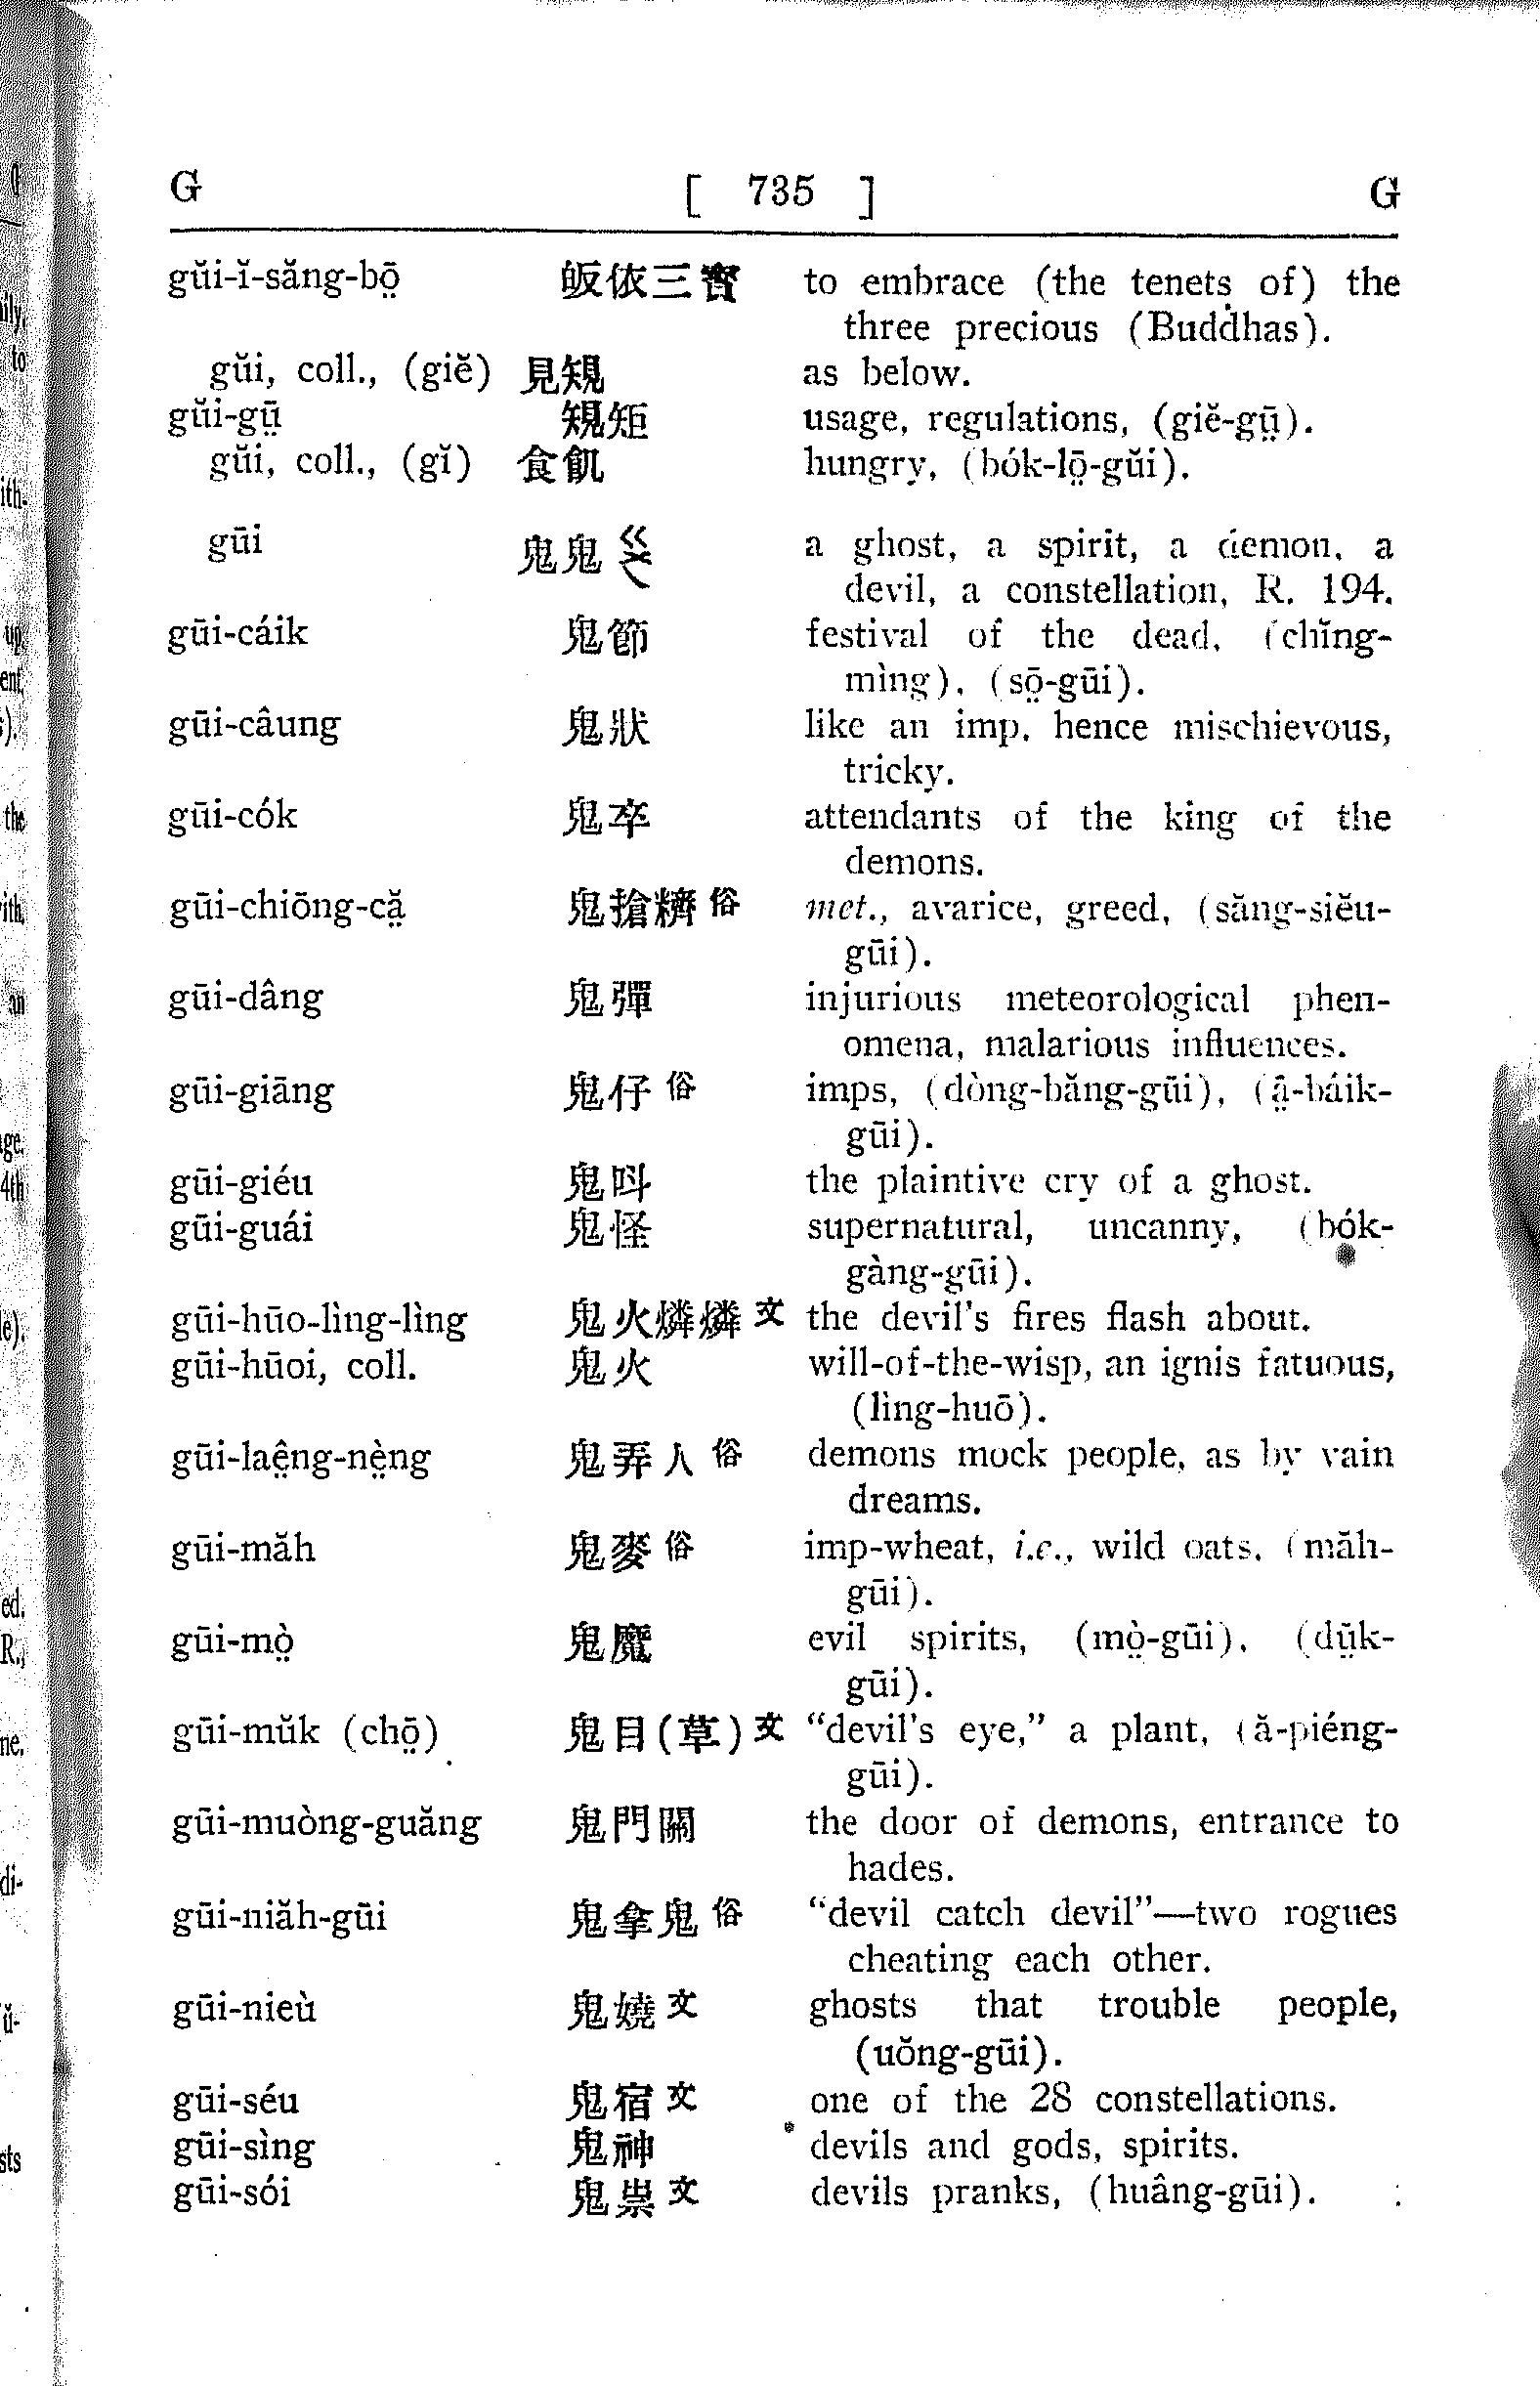 G [ 735 ] G
gŭi-ĭ-săng-bō̤ 皈依三寳 to embrace (the tenets of) the
three precious (Buddhas).
gŭi, coll., (giĕ) 見䂓 as below.
gŭi-gṳ̄ 䂓矩 usage, regulations, (giĕ-gṳ̄).
gŭi, coll., (gĭ) 食飢 hungry, (bók-lō̤-gŭi).
gūi 鬼鬼ㄍㄨㄟ a ghost, a spirit, a demon, a
devil, a constellation, R. 194.
gūi-cáik 鬼節 festival of the dead, (chĭng-
mìng), (sō̤-gūi).
gūi-câung 鬼狀 like an imp, hence mischievous,
tricky.
gūi-cók 鬼卒 attendants of the king of the
demons.
gūi-chiōng-că̤ 鬼搶穧俗 met., avarice, greed, (săng-siĕu-
gūi).
gūi-dâng 鬼彈 injurious meteorological phen-
omena, malarious influences.
gūi-giāng 鬼仔俗 imps, (dòng-băng-gūi), (â̤-báik-
gūi).
gūi-giéu 鬼呌 the plaintive cry of a ghost.
gūi-guái 鬼怪 supernatural, uncanny, (bók-
gàng-gūi).
gūi-hūo-lìng-lìng 鬼火燐燐文 the devil's fires flash about.
gūi-hūoi, coll. 鬼火 will-of-the-wisp, an ignis fatuous,
(lìng-huō).
gūi-laê̤ng-nè̤ng 鬼弄人俗 demons mock people, as by vain
dreams.
gūi-măh 鬼麥俗 imp-wheat, i.e., wild oats, (măh-
gūi).
gūi-mò̤ 鬼魔 evil spirits, (mò̤-gūi), (dṳ̆k-
gūi).
gūi-mŭk (chō̤) 鬼目(草)文 "devil's eye," a plant, (ă-piéng-
gūi).
gūi-muòng-guăng 鬼門關 the door of demons, entrance to
hades.
gūi-niăh-gūi 鬼拿鬼俗 "devil catch devil"—two rogues
cheating each other.
gūi-nieù 鬼嬈文 ghosts that trouble people,
(uŏng-gūi).
gūi-séu 鬼宿文 one of the 28 constellations.
gūi-sìng 鬼神 devils and gods, spirits.
gūi-sói 鬼祟文 devils pranks, (huâng-gūi).